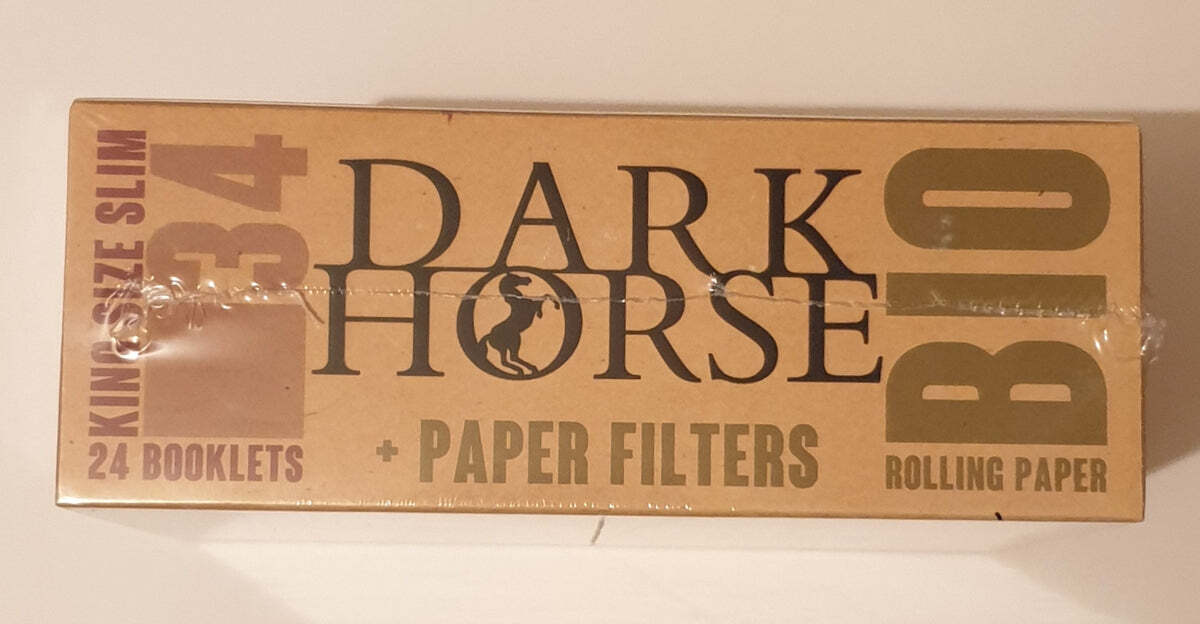 KING SIZE SLIM
34
24 BOOKLETS
DARK
HORSE
+ PAPER FILTERS
BIO
ROLLING PAPER